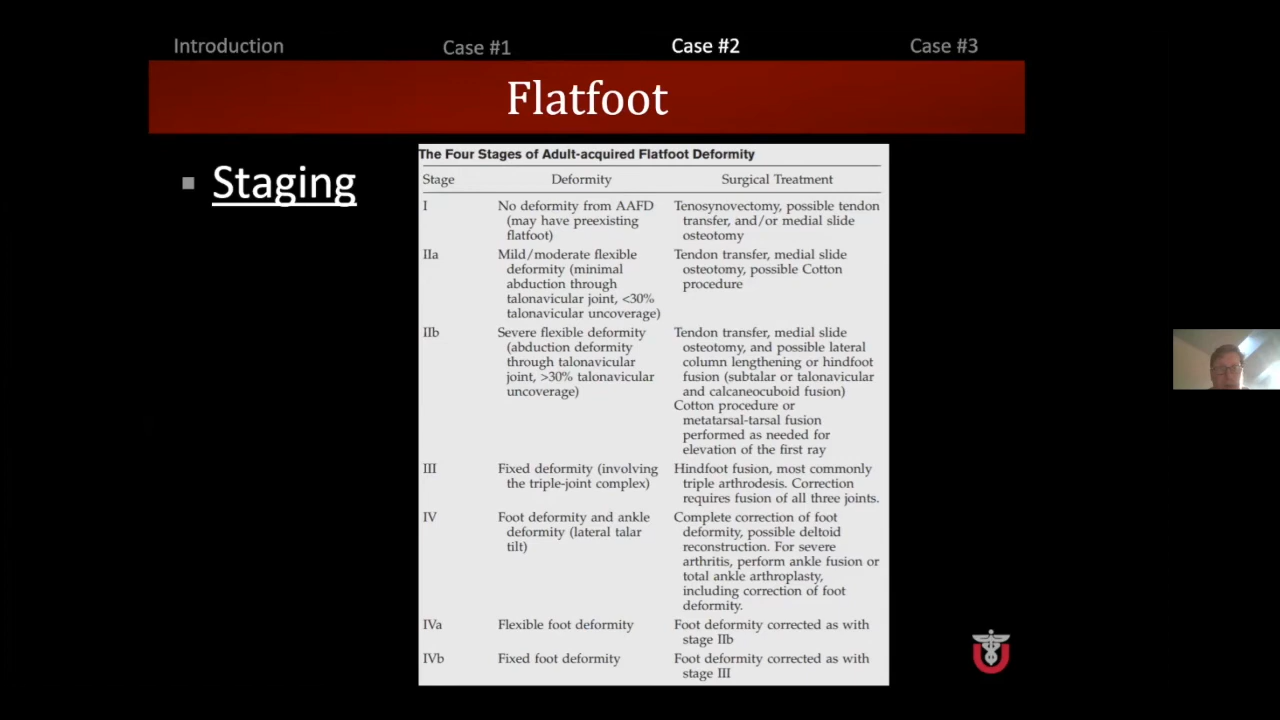 Introduction
Case #1
Case #2
Case #3
Flatfoot
Staging
The Four Stages of Adult-acquired Flatfoot Deformity
Stage Deformity Surgical Treatment
I
No deformity from AAFD
(may have preexisting
flatfoot)
Tenosynovectomy, possible tendon
transfer, and/or medial slide
osteotomy
IIa
Mild/moderate flexible
deformity (minimal
abduction through
talonavicular joint, <30%
talonavicular uncoverage)
Tendon transfer, medial slide
osteotomy, possible Cotton
procedure
IIb
Severe flexible deformity
(abduction deformity
through talonavicular
joint, >30% talonavicular
uncoverage)
Tendon transfer, medial slide
osteotomy, and possible lateral
column lengthening or hindfoot
fusion (subtalar or talonavicular
and calcaneocuboid fusion)
Cotton procedure or
metatarsal-tarsal fusion
performed as needed for
elevation of the first ray
III
Fixed deformity (involving
the triple-joint complex)
Hindfoot fusion, most commonly
triple arthrodesis. Correction
requires fusion of all three joints.
IV
Foot deformity and ankle
deformity (lateral talar
tilt)
Complete correction of foot
deformity, possible deltoid
reconstruction. For severe
arthritis, perform ankle fusion or
total ankle arthroplasty,
including correction of foot
deformity.
IVa
Flexible foot deformity
Foot deformity corrected as with
stage IIb
IVb
Fixed foot deformity
Foot deformity corrected as with
stage III
U